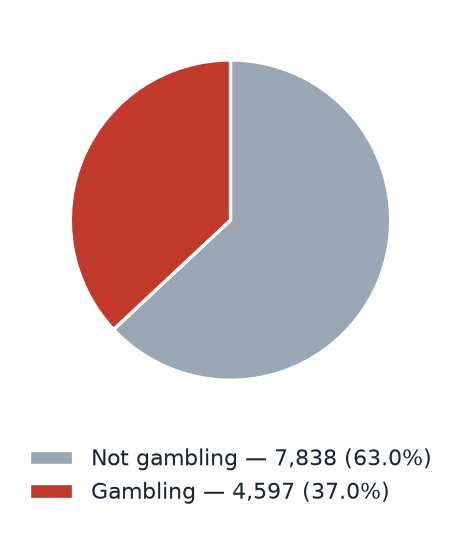 Not gambling — 7,838 (63.0%)
Gambling — 4,597 (37.0%)